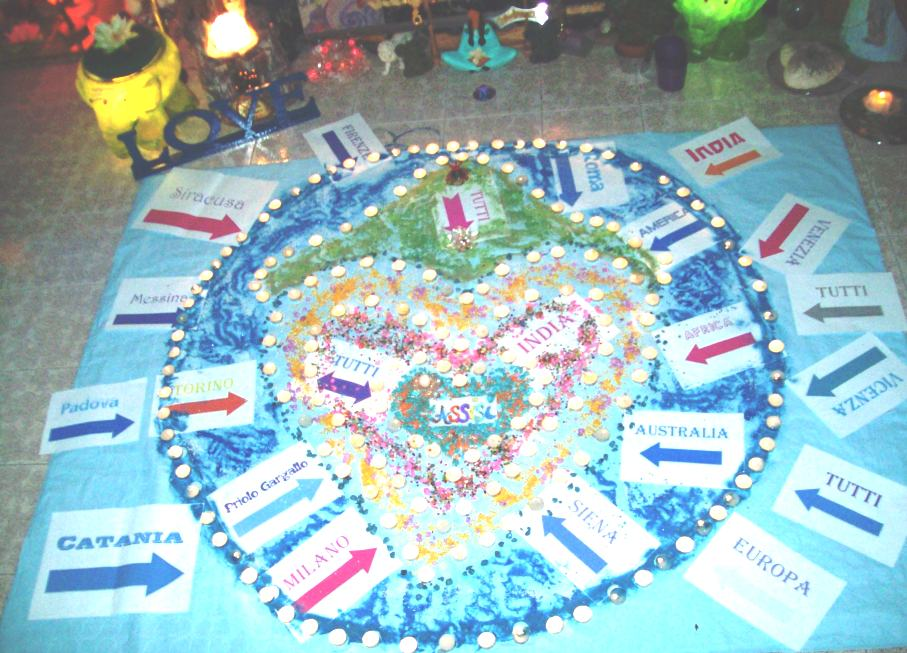 LOVE
FIRENZE
Roma
INDIA
Siracusa
TUTTI
AMERICA
VENEZIA
Messina
TUTTI
INDIA
AFRICA
TUTTI
TORINO
VICENZA
Padova
ASSISI
AUSTRALIA
Priolo Gargallo
TUTTI
SIENA
CATANIA
MILANO
EUROPA